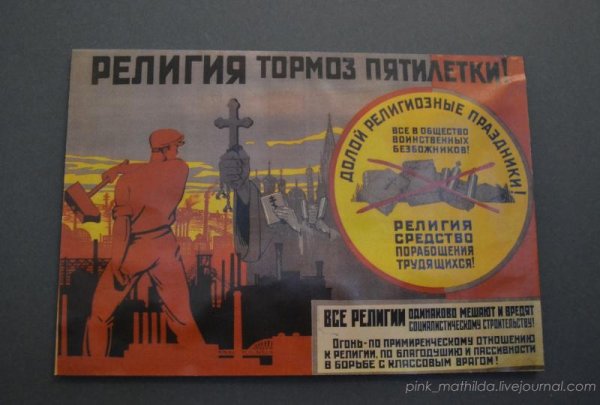 РЕЛИГИЯ ТОРМОЗ ПЯТИЛЕТКИ!
ДОЛОЙ РЕЛИГИОЗНЫЕ ПРАЗДНИКИ!
ВСЕ В ОБЩЕСТВО
ВОИНСТВЕННЫХ
БЕЗБОЖНИКОВ!
РЕЛИГИЯ
СРЕДСТВО
ПОРАБОЩЕНИЯ
ТРУДЯЩИХСЯ!
ВСЕ РЕЛИГИИ ОДИНАКОВО МЕШАЮТ И ВРЕДЯТ
СОЦИАЛИСТИЧЕСКОМУ СТРОИТЕЛЬСТВУ!
ОГОНЬ-ПО ПРИМИРЕНЧЕСКОМУ ОТНОШЕНИЮ
К РЕЛИГИИ, ПО БЛАГОДУШИЮ И ПАССИВНОСТИ
В БОРЬБЕ С КЛАССОВЫМ ВРАГОМ!
pink_mathilda.livejournal.com